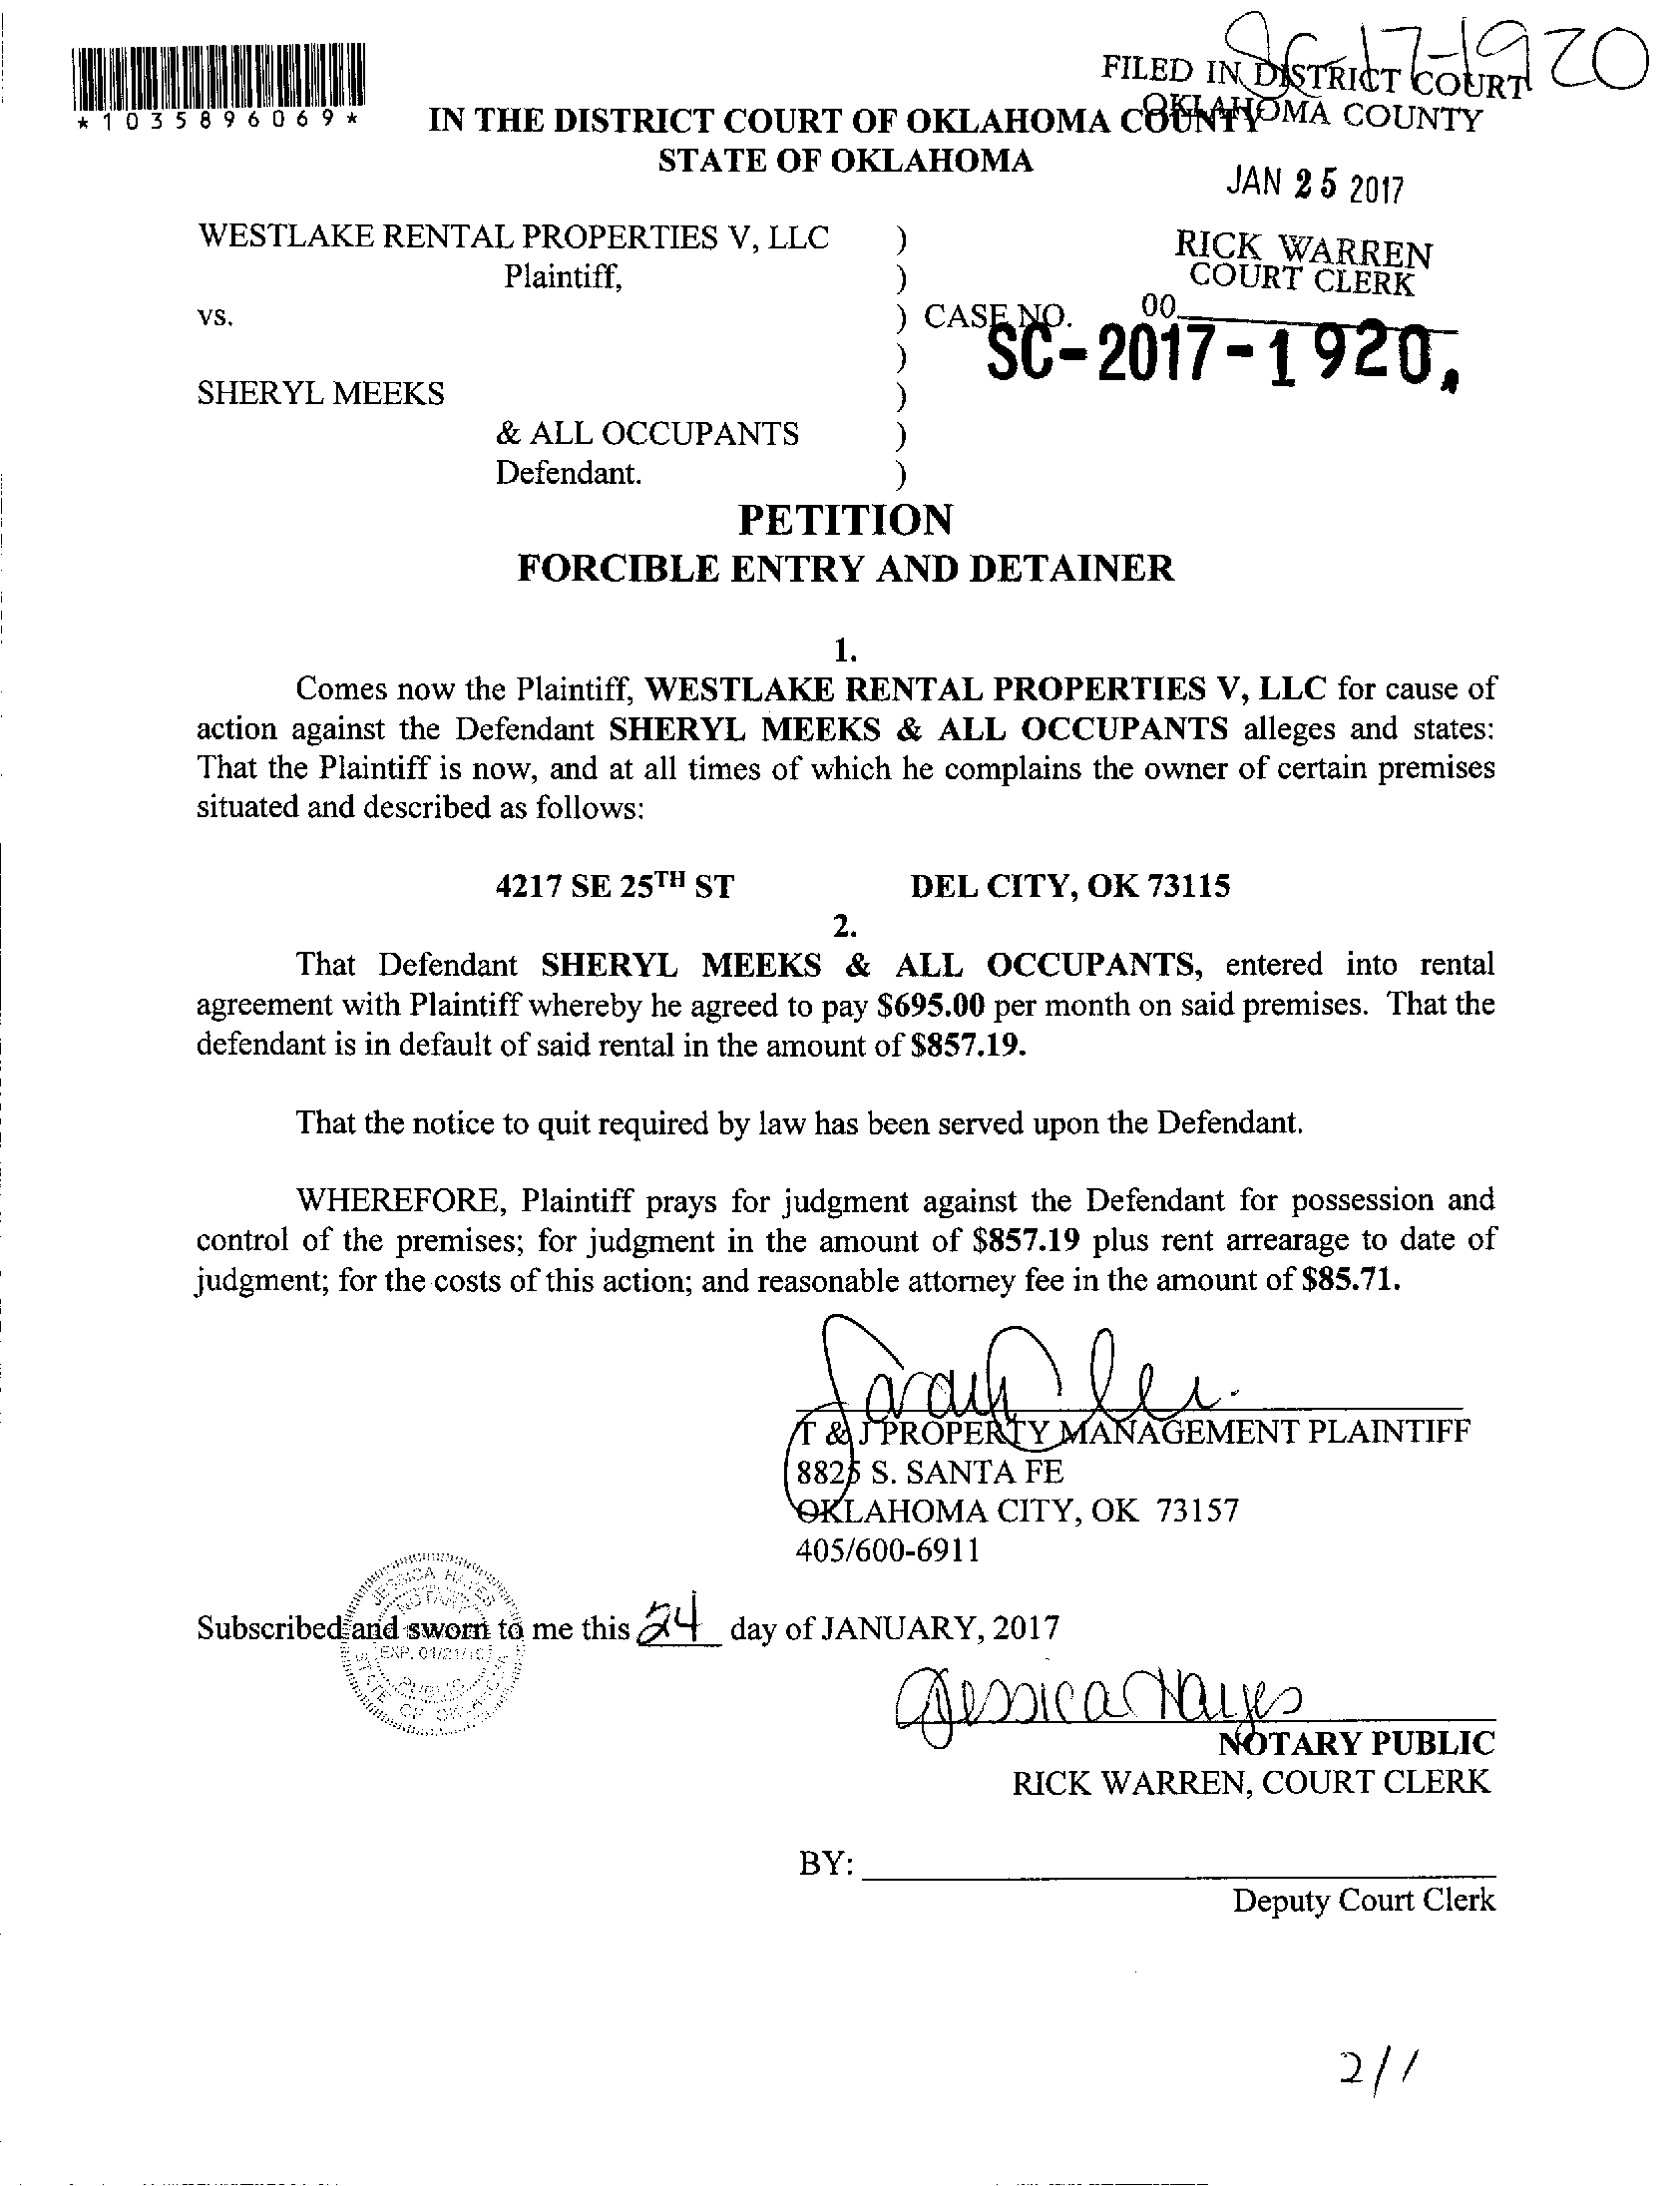 SC-17-1920
FILED IN DISTRICT COURT
OKLAHOMA COUNTY
*1035896069*
IN THE DISTRICT COURT OF OKLAHOMA COUNTY
STATE OF OKLAHOMA
JAN 25 2017
WESTLAKE RENTAL PROPERTIES V, LLC )
Plaintiff, )
RICK WARREN
COURT CLERK
vs. ) CASE NO. 00
SC-2017-1920,
)
SHERYL MEEKS )
& ALL OCCUPANTS )
Defendant. )
PETITION
FORCIBLE ENTRY AND DETAINER
1.
Comes now the Plaintiff, WESTLAKE RENTAL PROPERTIES V, LLC for cause of
action against the Defendant SHERYL MEEKS & ALL OCCUPANTS alleges and states:
That the Plaintiff is now, and at all times of which he complains the owner of certain premises
situated and described as follows:
4217 SE 25TH ST DEL CITY, OK 73115
2.
That Defendant SHERYL MEEKS & ALL OCCUPANTS, entered into rental
agreement with Plaintiff whereby he agreed to pay $695.00 per month on said premises. That the
defendant is in default of said rental in the amount of $857.19.
That the notice to quit required by law has been served upon the Defendant.
WHEREFORE, Plaintiff prays for judgment against the Defendant for possession and
control of the premises; for judgment in the amount of $857.19 plus rent arrearage to date of
judgment; for the costs of this action; and reasonable attorney fee in the amount of $85.71.
T & J PROPERTY MANAGEMENT PLAINTIFF
8825 S. SANTA FE
OKLAHOMA CITY, OK 73157
405/600-6911
JESSICA HAYES
NOTARY
Subscribed and sworn to me this 24 day of JANUARY, 2017
PUBLIC
STATE OF OKLAHOMA
Jessica Hayes
NOTARY PUBLIC
RICK WARREN, COURT CLERK
BY:
Deputy Court Clerk
2/1